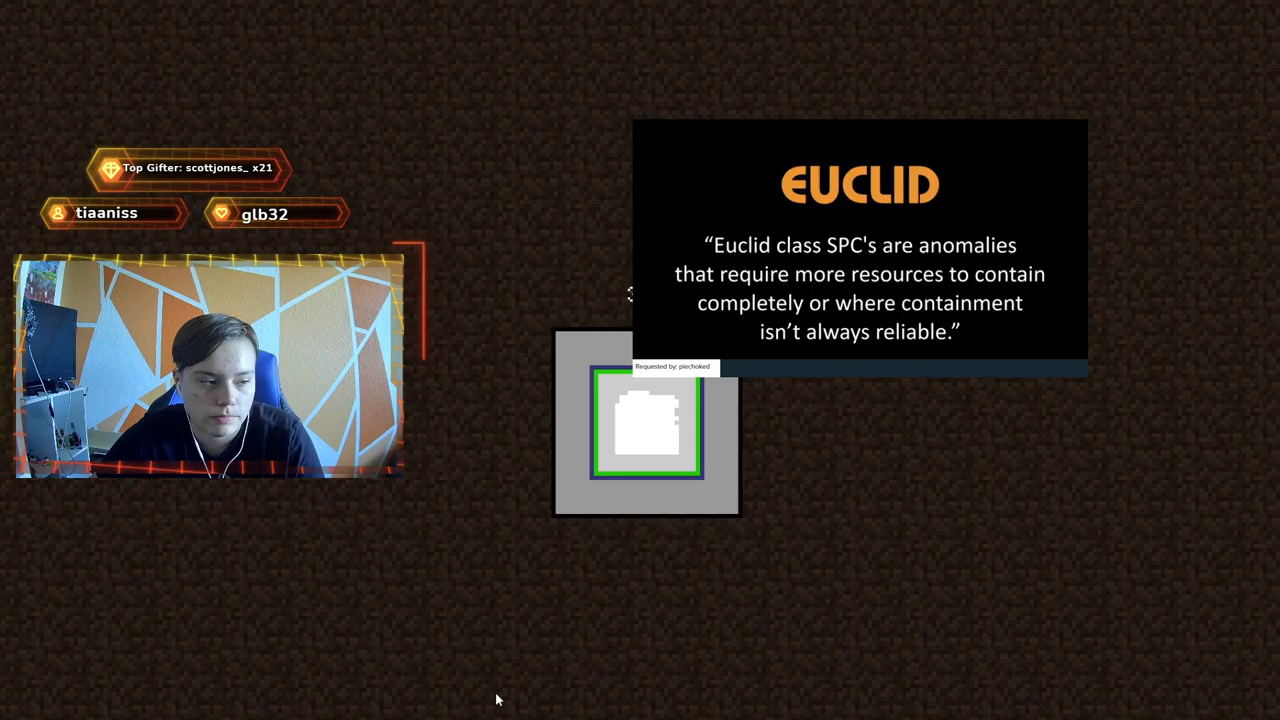 Top Gifter: scottjones_ x21
tiaaniss
glb32
EUCLID
“Euclid class SPC's are anomalies
that require more resources to contain
completely or where containment
isn’t always reliable.”
Requested by: piechoked